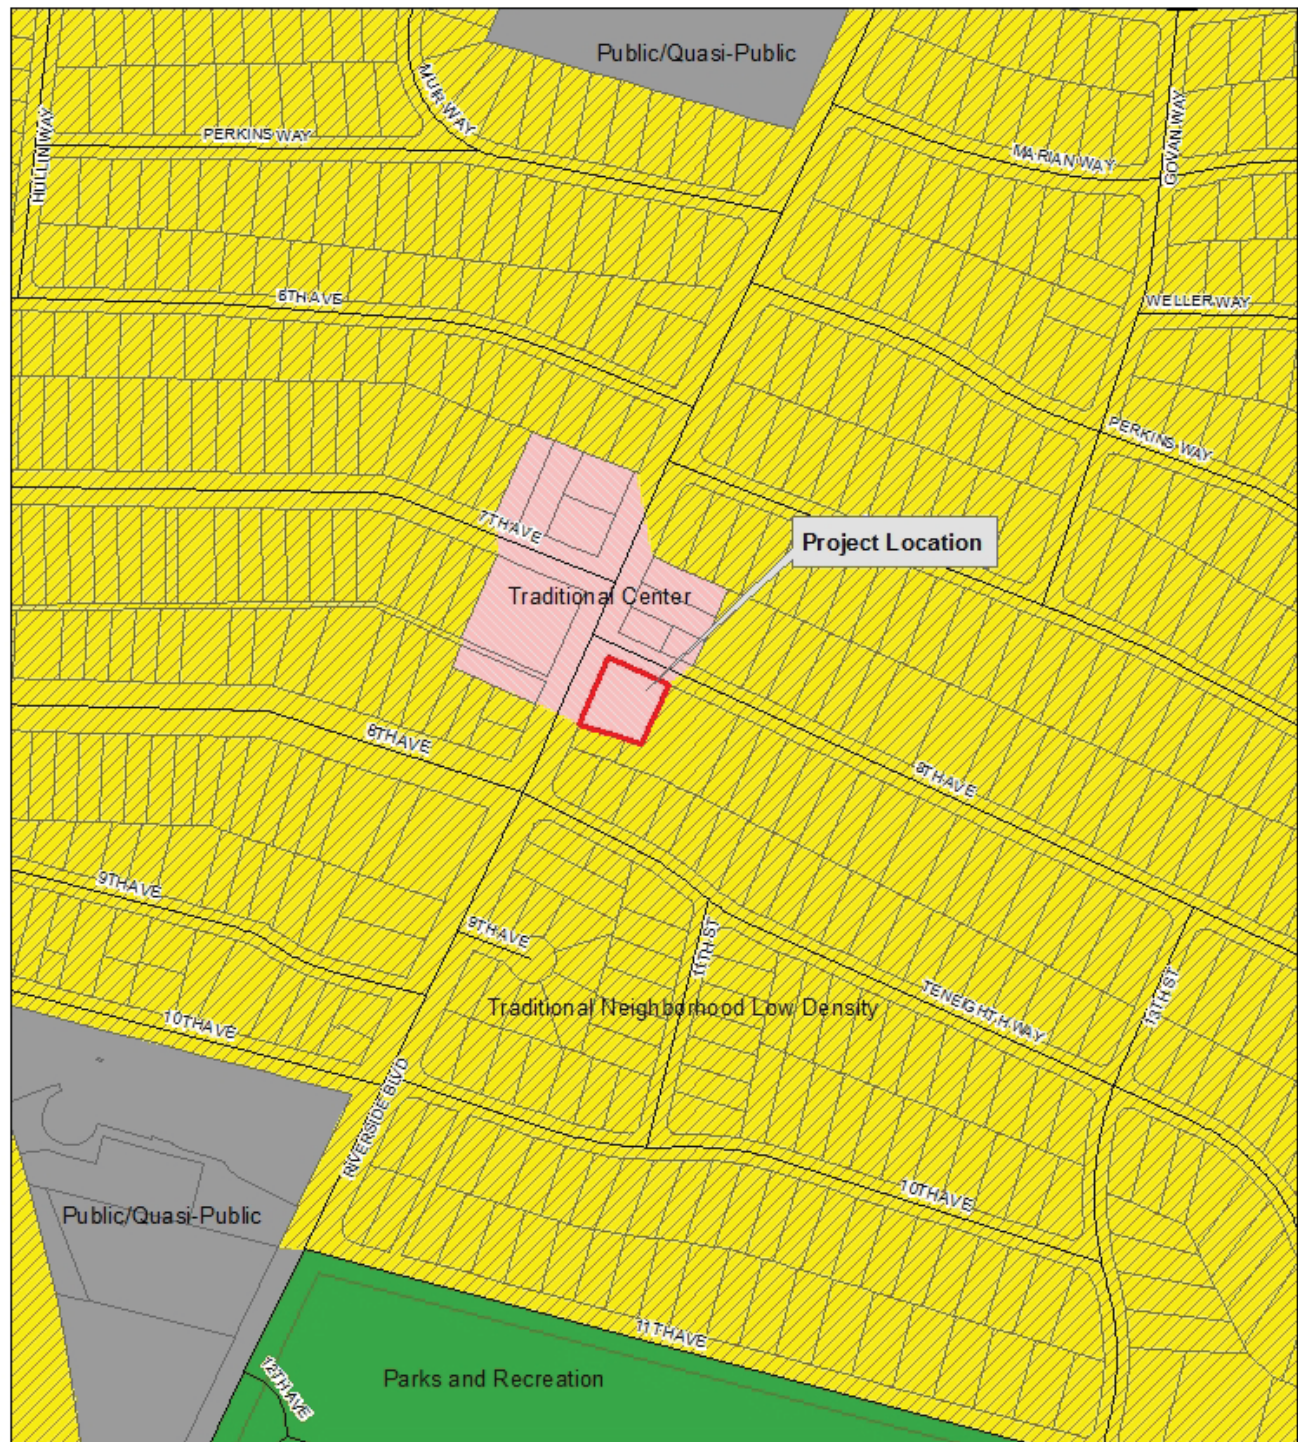 Public/Quasi-Public
MUIR WAY
HOLLIN WAY
PERKINS WAY
MARIAN WAY
GOVAN WAY
6TH AVE
WELLER WAY
PERKINS WAY
7TH AVE
Project Location
Traditional Center
8TH AVE
8TH AVE
9TH AVE
9TH AVE
11TH ST
13TH ST
Traditional Neighborhood Low Density
TENEIGHTH WAY
10TH AVE
RIVERSIDE BLVD
10TH AVE
Public/Quasi-Public
11TH AVE
12TH AVE
Parks and Recreation